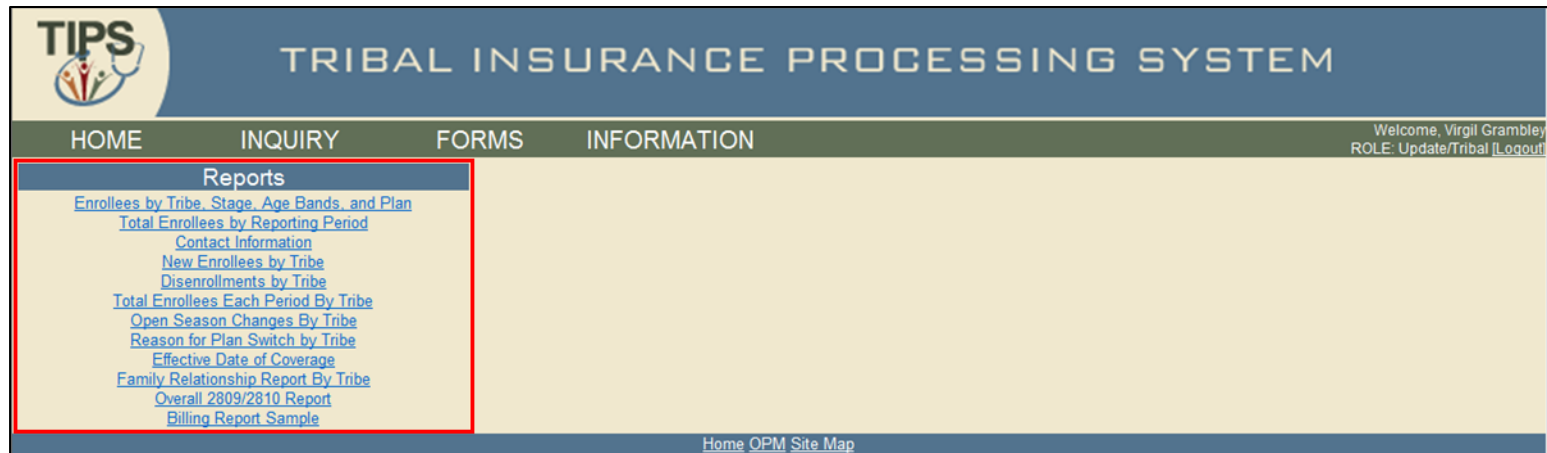 TIPS
TRIBAL INSURANCE PROCESSING SYSTEM
HOME INQUIRY FORMS INFORMATION
Welcome, Virgil Grambley
ROLE: Update/Tribal [Logout]
Reports
Enrollees by Tribe, Stage, Age Bands, and Plan
Total Enrollees by Reporting Period
Contact Information
New Enrollees by Tribe
Disenrollments by Tribe
Total Enrollees Each Period By Tribe
Open Season Changes By Tribe
Reason for Plan Switch by Tribe
Effective Date of Coverage
Family Relationship Report By Tribe
Overall 2809/2810 Report
Billing Report Sample
Home OPM Site Map